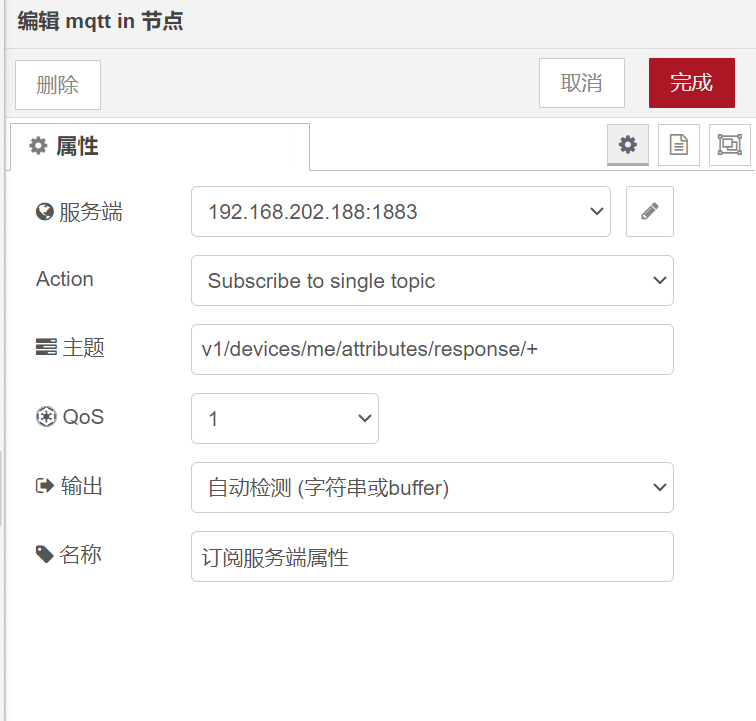 编辑 mqtt in 节点
删除
取消
完成
属性
服务端
192.168.202.188:1883
Action
Subscribe to single topic
主题
v1/devices/me/attributes/response/+
QoS
1
输出
自动检测 (字符串或buffer)
名称
订阅服务端属性